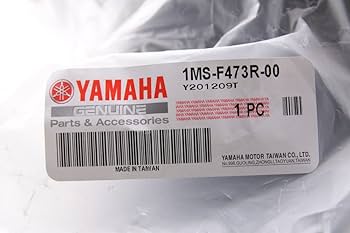 YAMAHA
GENUINE
Parts & Accessories
1MS-F473R-00
Y201209T
1 PC
MADE IN TAIWAN
YAMAHA MOTOR TAIWAN CO., LTD.